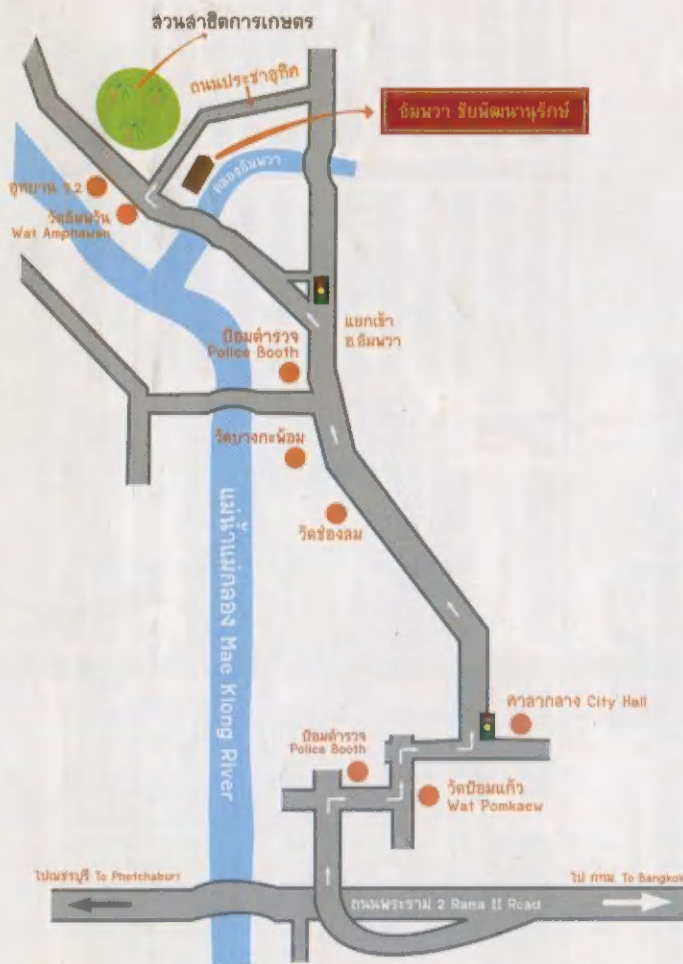 สวนสาธิตการเกษตร
ถนนประชาอุทิศ
อัมพวา ชัยพัฒนานุรักษ์
คลองอัมพวา
อุทยาน ร.2
วัดอัมพวัน
Wat Amphawan
แยกเข้า
อ.อัมพวา
ป้อมตำรวจ
Police Booth
วัดบางกะพ้อม
วัดช่องลม
แม่น้ำแม่กลอง Mae Klong River
ศาลากลาง City Hall
ป้อมตำรวจ
Police Booth
วัดป้อมแก้ว
Wat Pomkaew
ไปเพชรบุรี To Phetchaburi
ไป กทม. To Bangkok
ถนนพระราม 2 Rama II Road